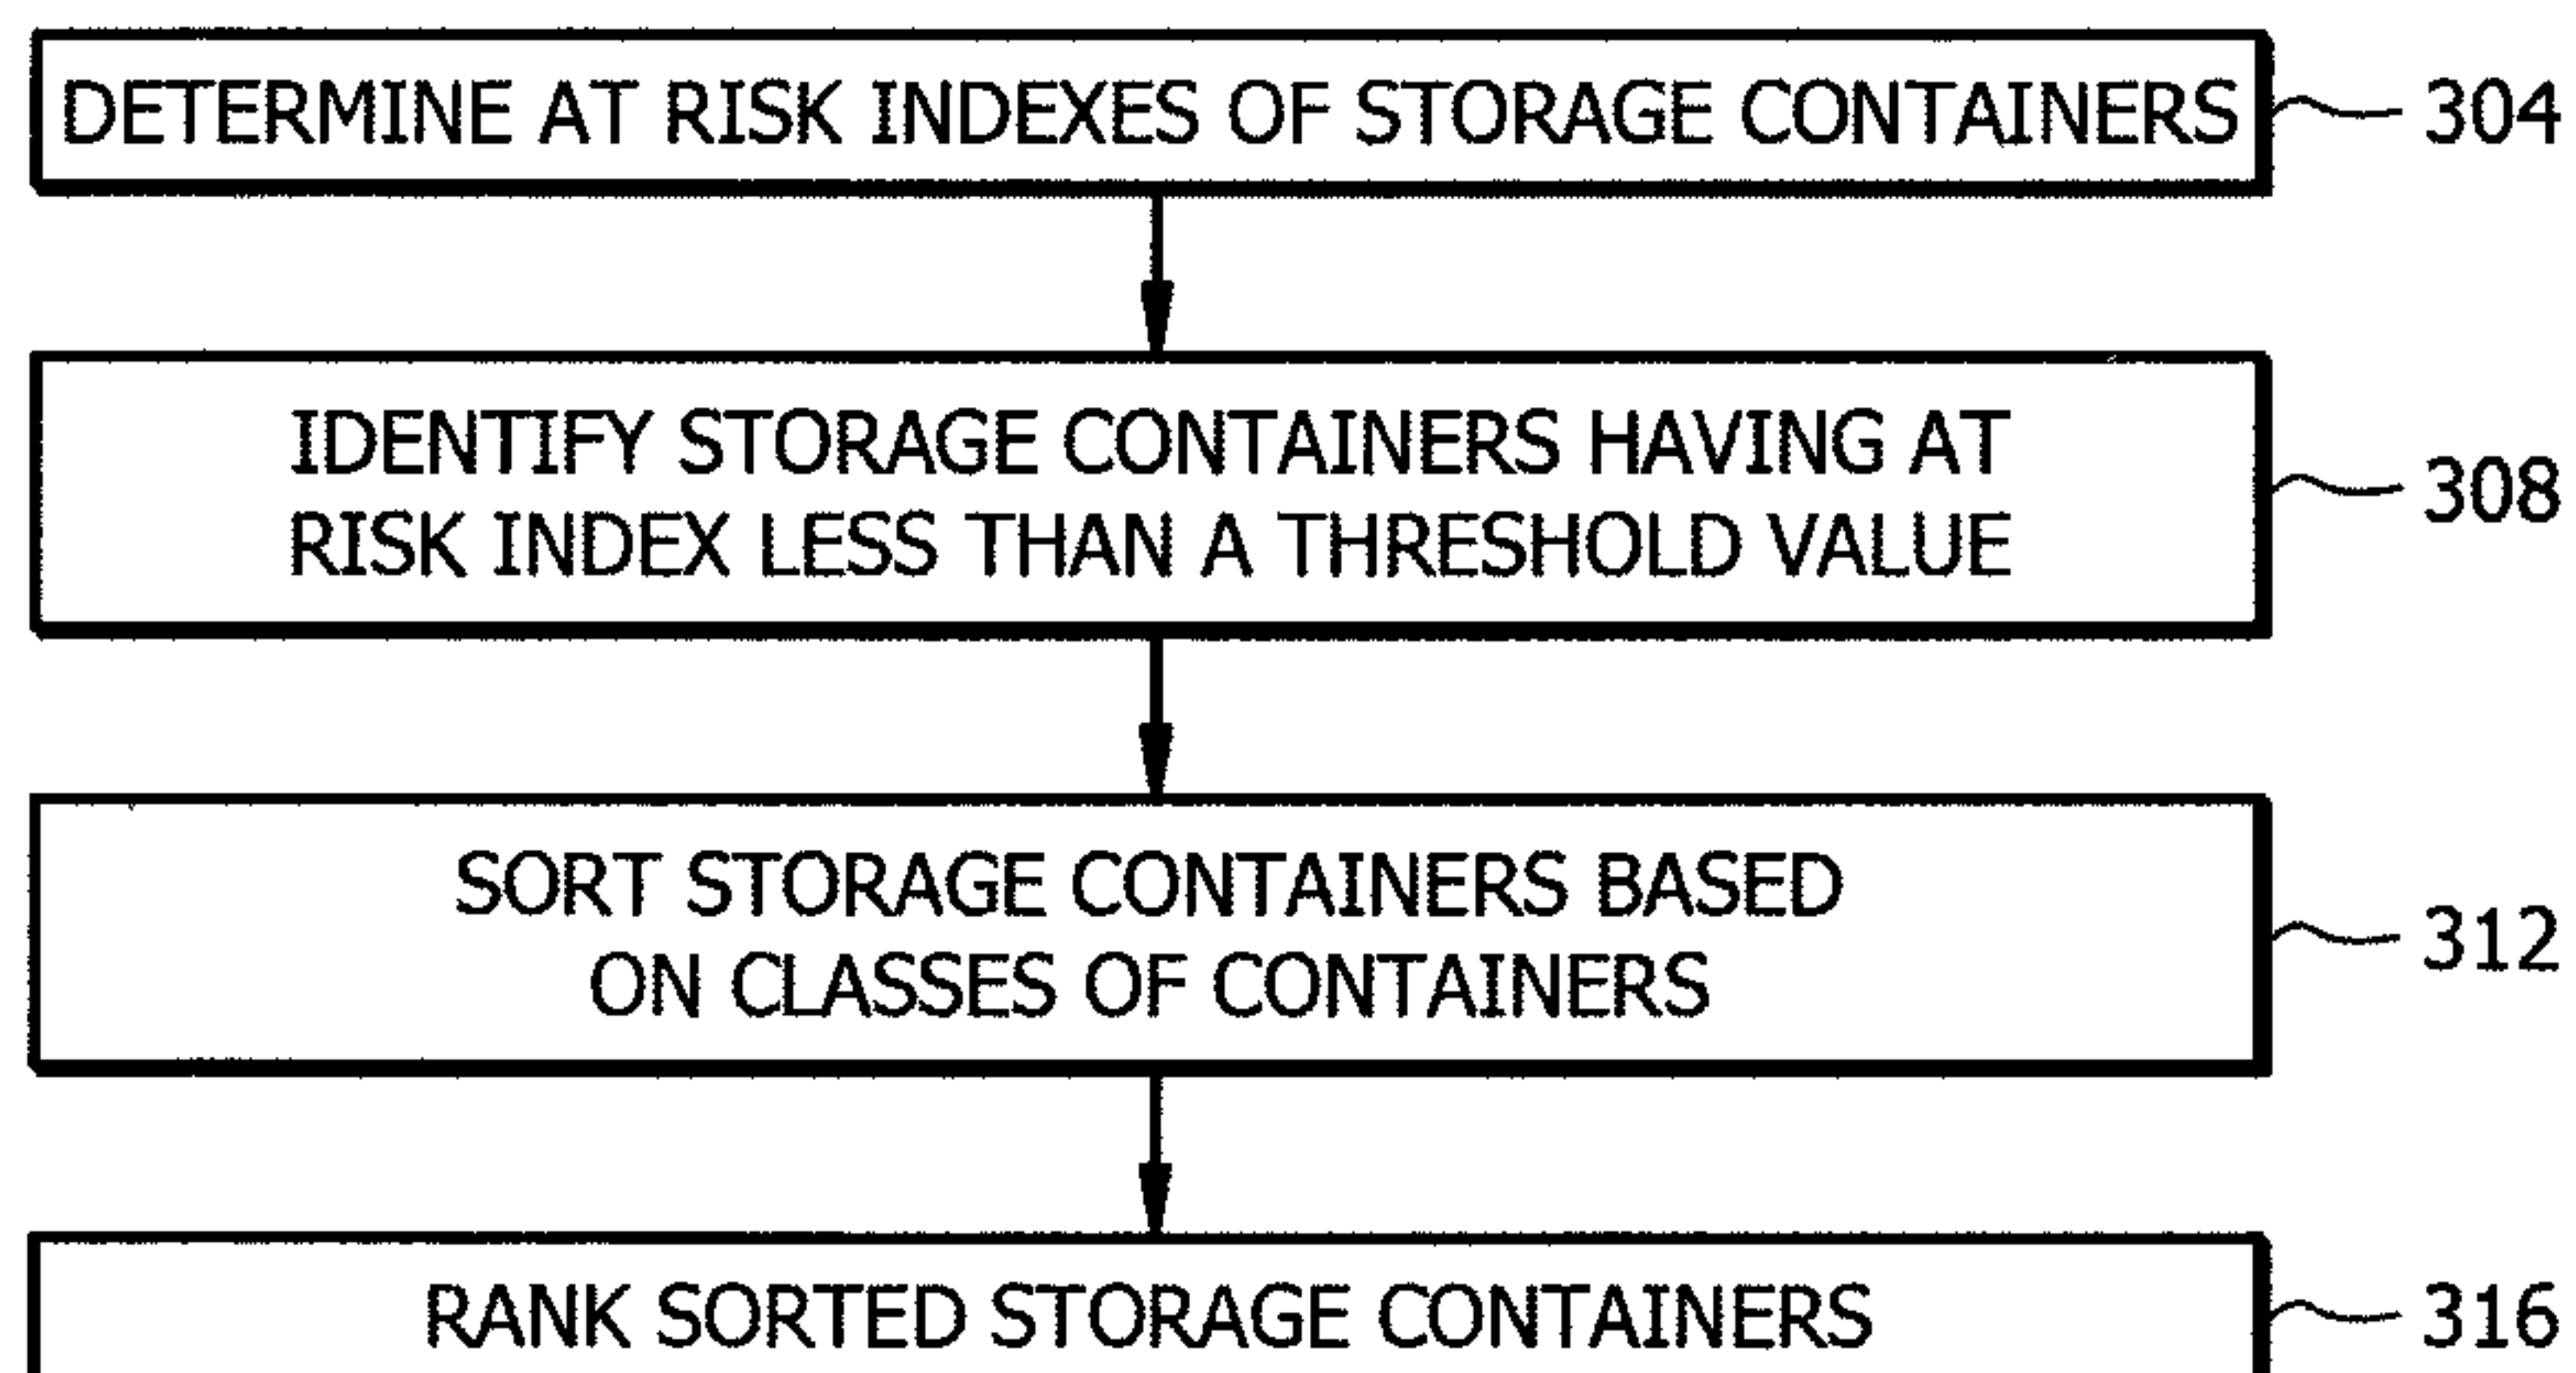 DETERMINE AT RISK INDEXES OF STORAGE CONTAINERS 304
IDENTIFY STORAGE CONTAINERS HAVING AT
RISK INDEX LESS THAN A THRESHOLD VALUE
308
SORT STORAGE CONTAINERS BASED
ON CLASSES OF CONTAINERS
312
RANK SORTED STORAGE CONTAINERS 316